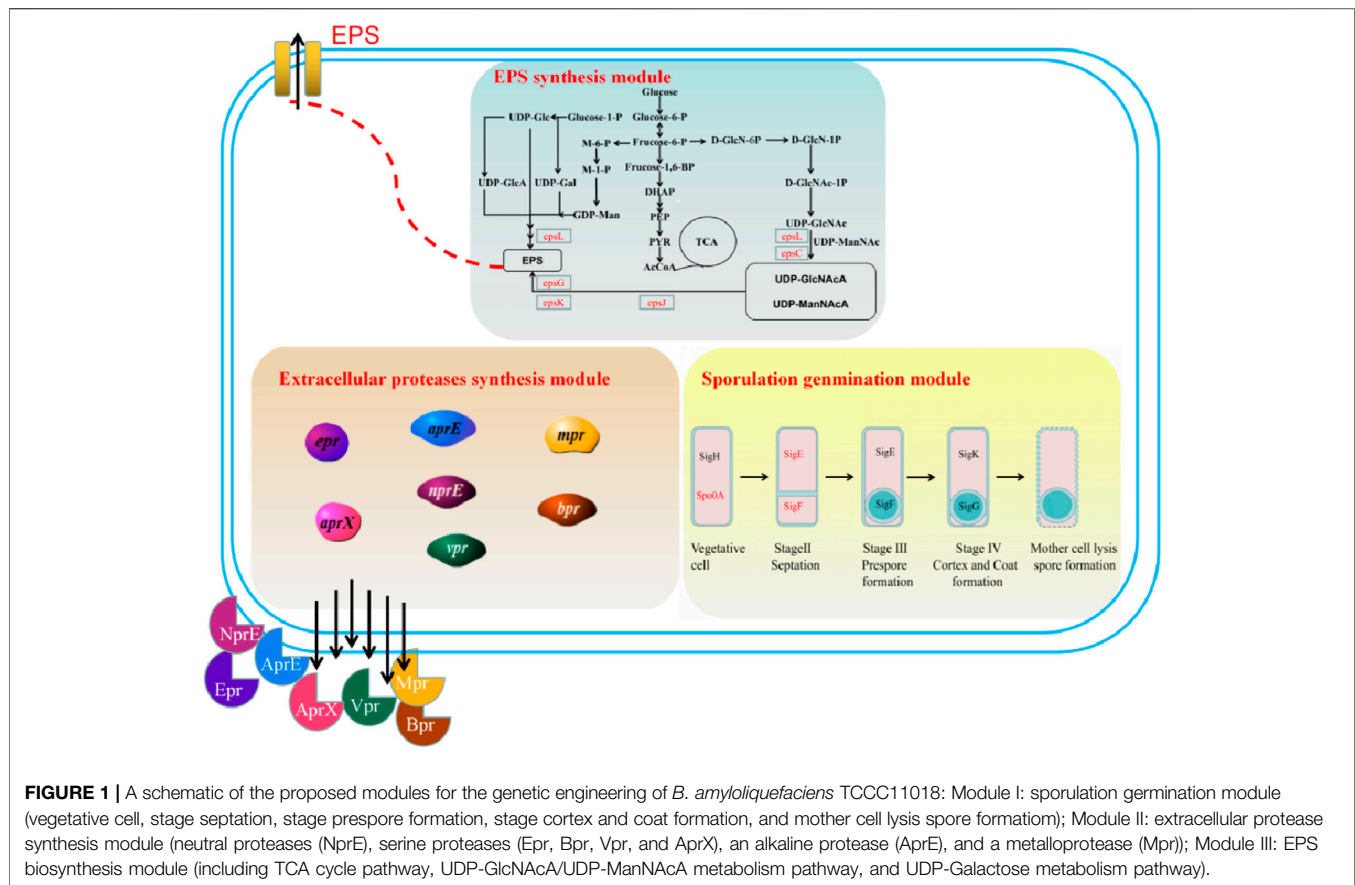 EPS
EPS synthesis module
Glucose
UDP-Glc Glucose-1-P Glucose-6-P
M-6-P Frucose-6-P D-GlcN-6P D-GlcN-1P
M-1-P Frucose-1,6-BP
UDP-GlcA UDP-Gal DHAP D-GlcNAc-1P
GDP-Man PEP UDP-GlcNAc
epsL PYR TCA epsL UDP-ManNAc
EPS AcCoA epsC
epsG UDP-GlcNAcA
epsK epsJ UDP-ManNAcA
Extracellular proteases synthesis module
epr aprE mpr
nprE
aprX bpr
vpr
Sporulation genmination module
SigH SigE SigE SigK
Spo0A SigF SigF SigG
Vegetative cell
StageII Septation
Stage III Prespore formation
Stage IV Cortex and Coat formation
Mother cell lysis spore formation
NprE
AprE
Epr
AprX
Vpr
Mpr
Bpr
FIGURE 1 | A schematic of the proposed modules for the genetic engineering of B. amyloliquefaciens TCCC11018: Module I: sporulation germination module
(vegetative cell, stage septation, stage prespore formation, stage cortex and coat formation, and mother cell lysis spore formatiom); Module II: extracellular protease
synthesis module (neutral proteases (NprE), serine proteases (Epr, Bpr, Vpr, and AprX), an alkaline protease (AprE), and a metalloprotease (Mpr)); Module III: EPS
biosynthesis module (including TCA cycle pathway, UDP-GlcNAcA/UDP-ManNAcA metabolism pathway, and UDP-Galactose metabolism pathway).